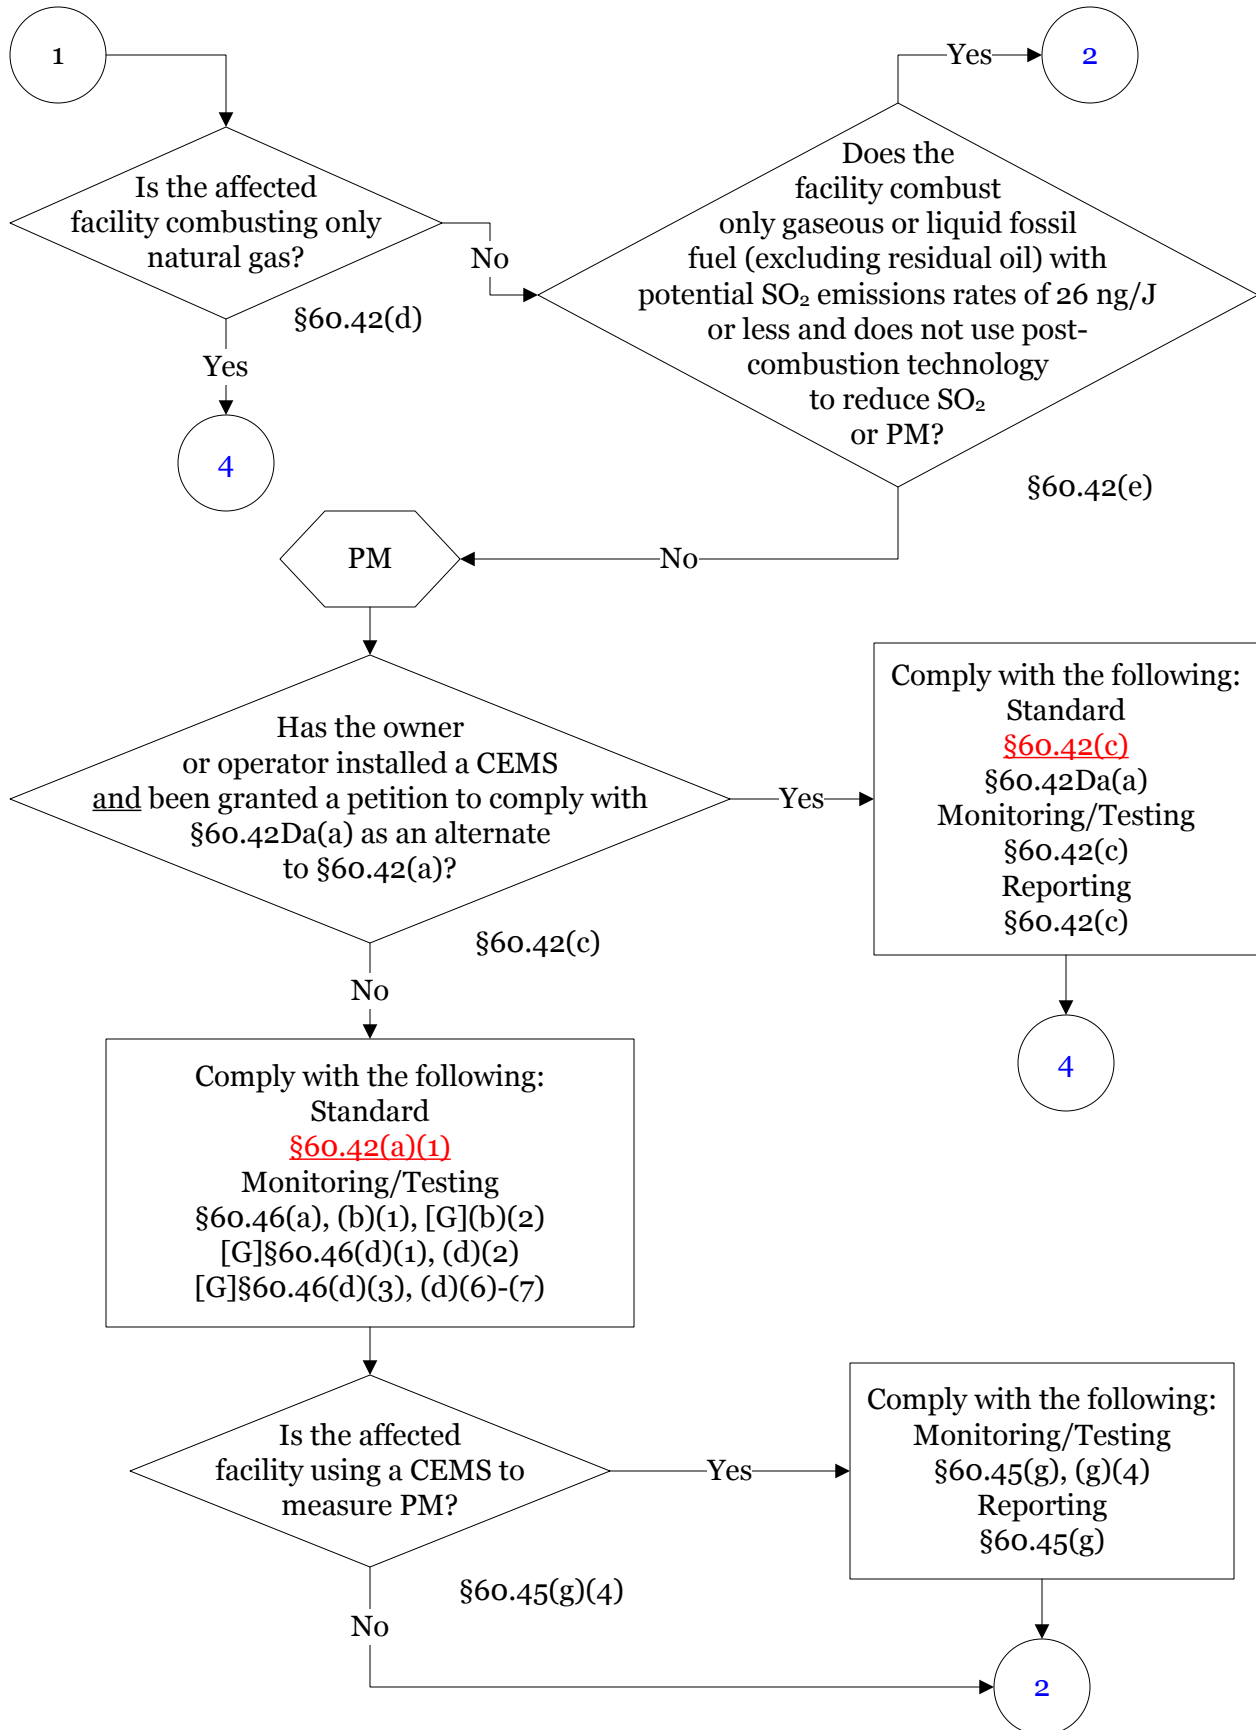 1
Is the affected
facility combusting only
natural gas?
§60.42(d)
No
Yes
4
Yes
2
Does the
facility combust
only gaseous or liquid fossil
fuel (excluding residual oil) with
potential SO₂ emissions rates of 26 ng/J
or less and does not use post-
combustion technology
to reduce SO₂
or PM?
§60.42(e)
No
PM
Has the owner
or operator installed a CEMS
and been granted a petition to comply with
§60.42Da(a) as an alternate
to §60.42(a)?
§60.42(c)
Yes
Comply with the following:
Standard
§60.42(c)
§60.42Da(a)
Monitoring/Testing
§60.42(c)
Reporting
§60.42(c)
4
No
Comply with the following:
Standard
§60.42(a)(1)
Monitoring/Testing
§60.46(a), (b)(1), [G](b)(2)
[G]§60.46(d)(1), (d)(2)
[G]§60.46(d)(3), (d)(6)-(7)
Is the affected
facility using a CEMS to
measure PM?
§60.45(g)(4)
Yes
Comply with the following:
Monitoring/Testing
§60.45(g), (g)(4)
Reporting
§60.45(g)
No
2